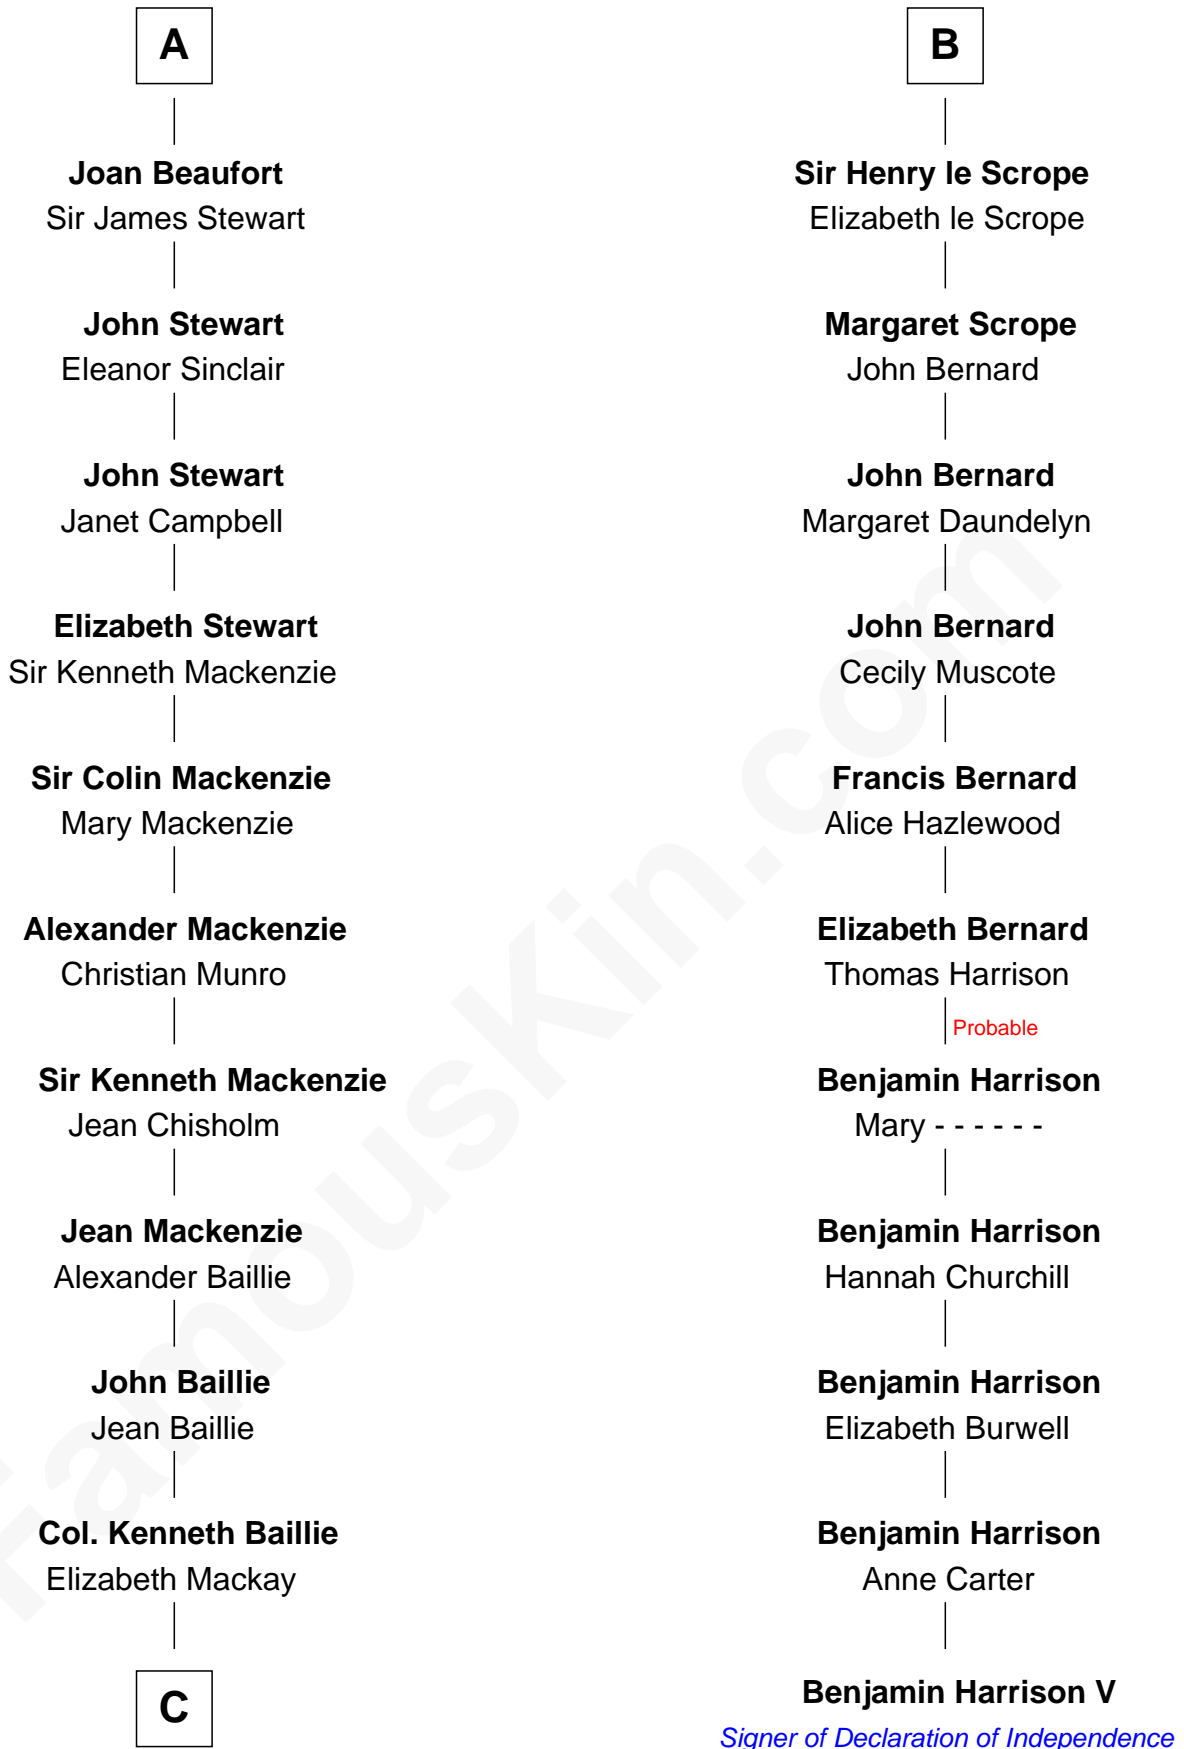 A
Joan Beaufort
Sir James Stewart
John Stewart
Eleanor Sinclair
John Stewart
Janet Campbell
Elizabeth Stewart
Sir Kenneth Mackenzie
Sir Colin Mackenzie
Mary Mackenzie
Alexander Mackenzie
Christian Munro
Sir Kenneth Mackenzie
Jean Chisholm
Jean Mackenzie
Alexander Baillie
John Baillie
Jean Baillie
Col. Kenneth Baillie
Elizabeth Mackay
C
B
Sir Henry le Scrope
Elizabeth le Scrope
Margaret Scrope
John Bernard
John Bernard
Margaret Daundelyn
John Bernard
Cecily Muscote
Francis Bernard
Alice Hazlewood
Elizabeth Bernard
Thomas Harrison
Probable
Benjamin Harrison
Mary - - - - - -
Benjamin Harrison
Hannah Churchill
Benjamin Harrison
Elizabeth Burwell
Benjamin Harrison
Anne Carter
Benjamin Harrison V
Signer of Declaration of Independence
FamousKin.com